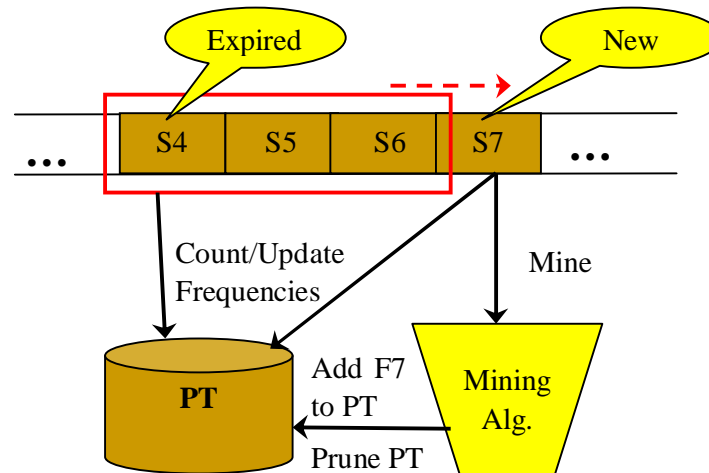 Expired
New
S4
S5
S6
S7
...
...
Count/Update
Frequencies
Mine
PT
Add F7
to PT
Prune PT
Mining
Alg.